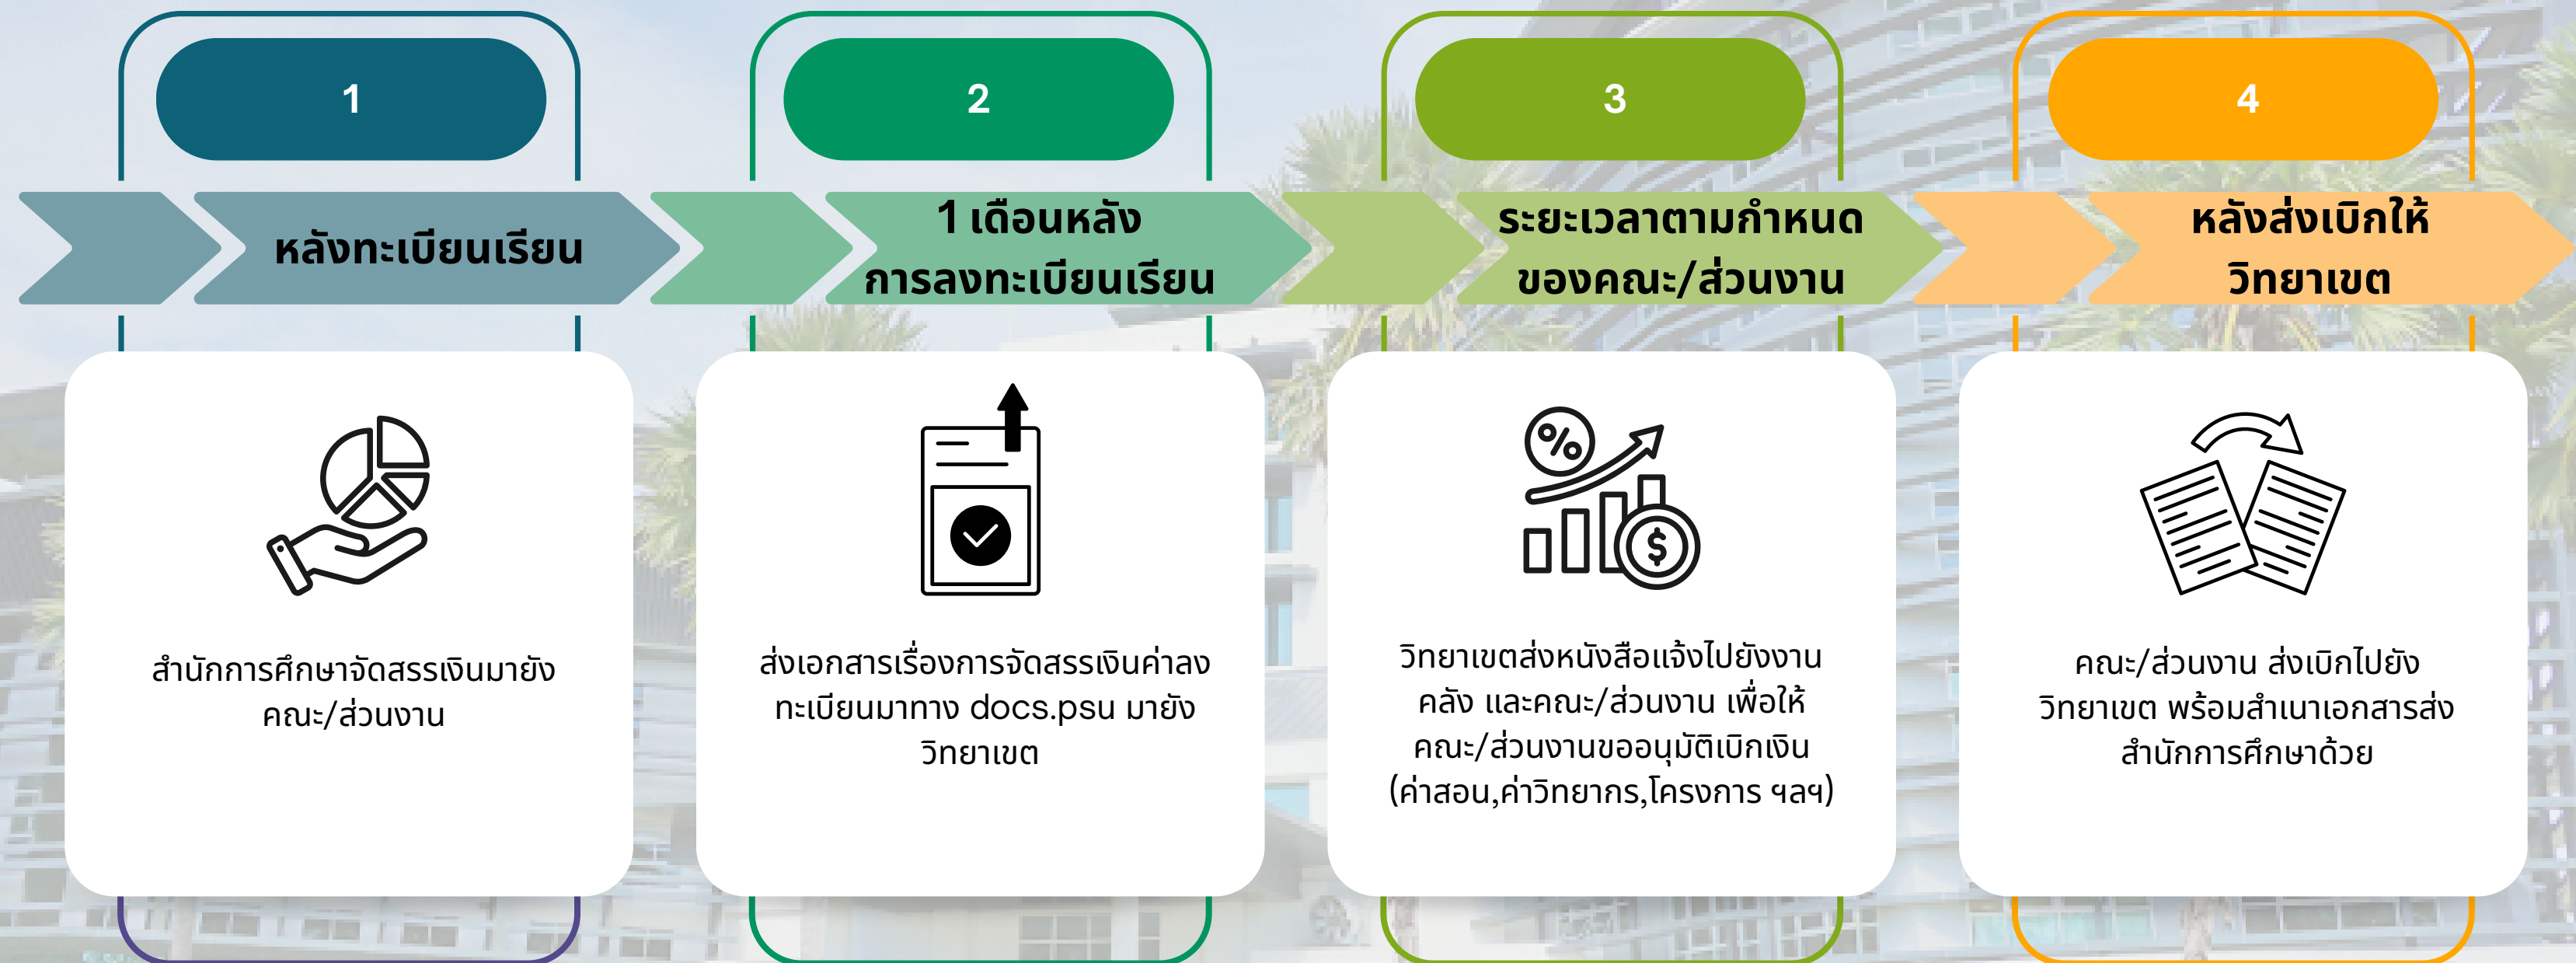 1
หลังทะเบียนเรียน
สำนักการศึกษาจัดสรรเงินมายัง
คณะ/ส่วนงาน
2
1 เดือนหลัง
การลงทะเบียนเรียน
ส่งเอกสารเรื่องการจัดสรรเงินค่าลง
ทะเบียนมาทาง docs.psu มายัง
วิทยาเขต
3
ระยะเวลาตามกำหนด
ของคณะ/ส่วนงาน
วิทยาเขตส่งหนังสือแจ้งไปยังงาน
คลัง และคณะ/ส่วนงาน เพื่อให้
คณะ/ส่วนงานขออนุมัติเบิกเงิน
(ค่าสอน,ค่าวิทยากร,โครงการ ฯลฯ)
4
หลังส่งเบิกให้
วิทยาเขต
คณะ/ส่วนงาน ส่งเบิกไปยัง
วิทยาเขต พร้อมสำเนาเอกสารส่ง
สำนักการศึกษาด้วย